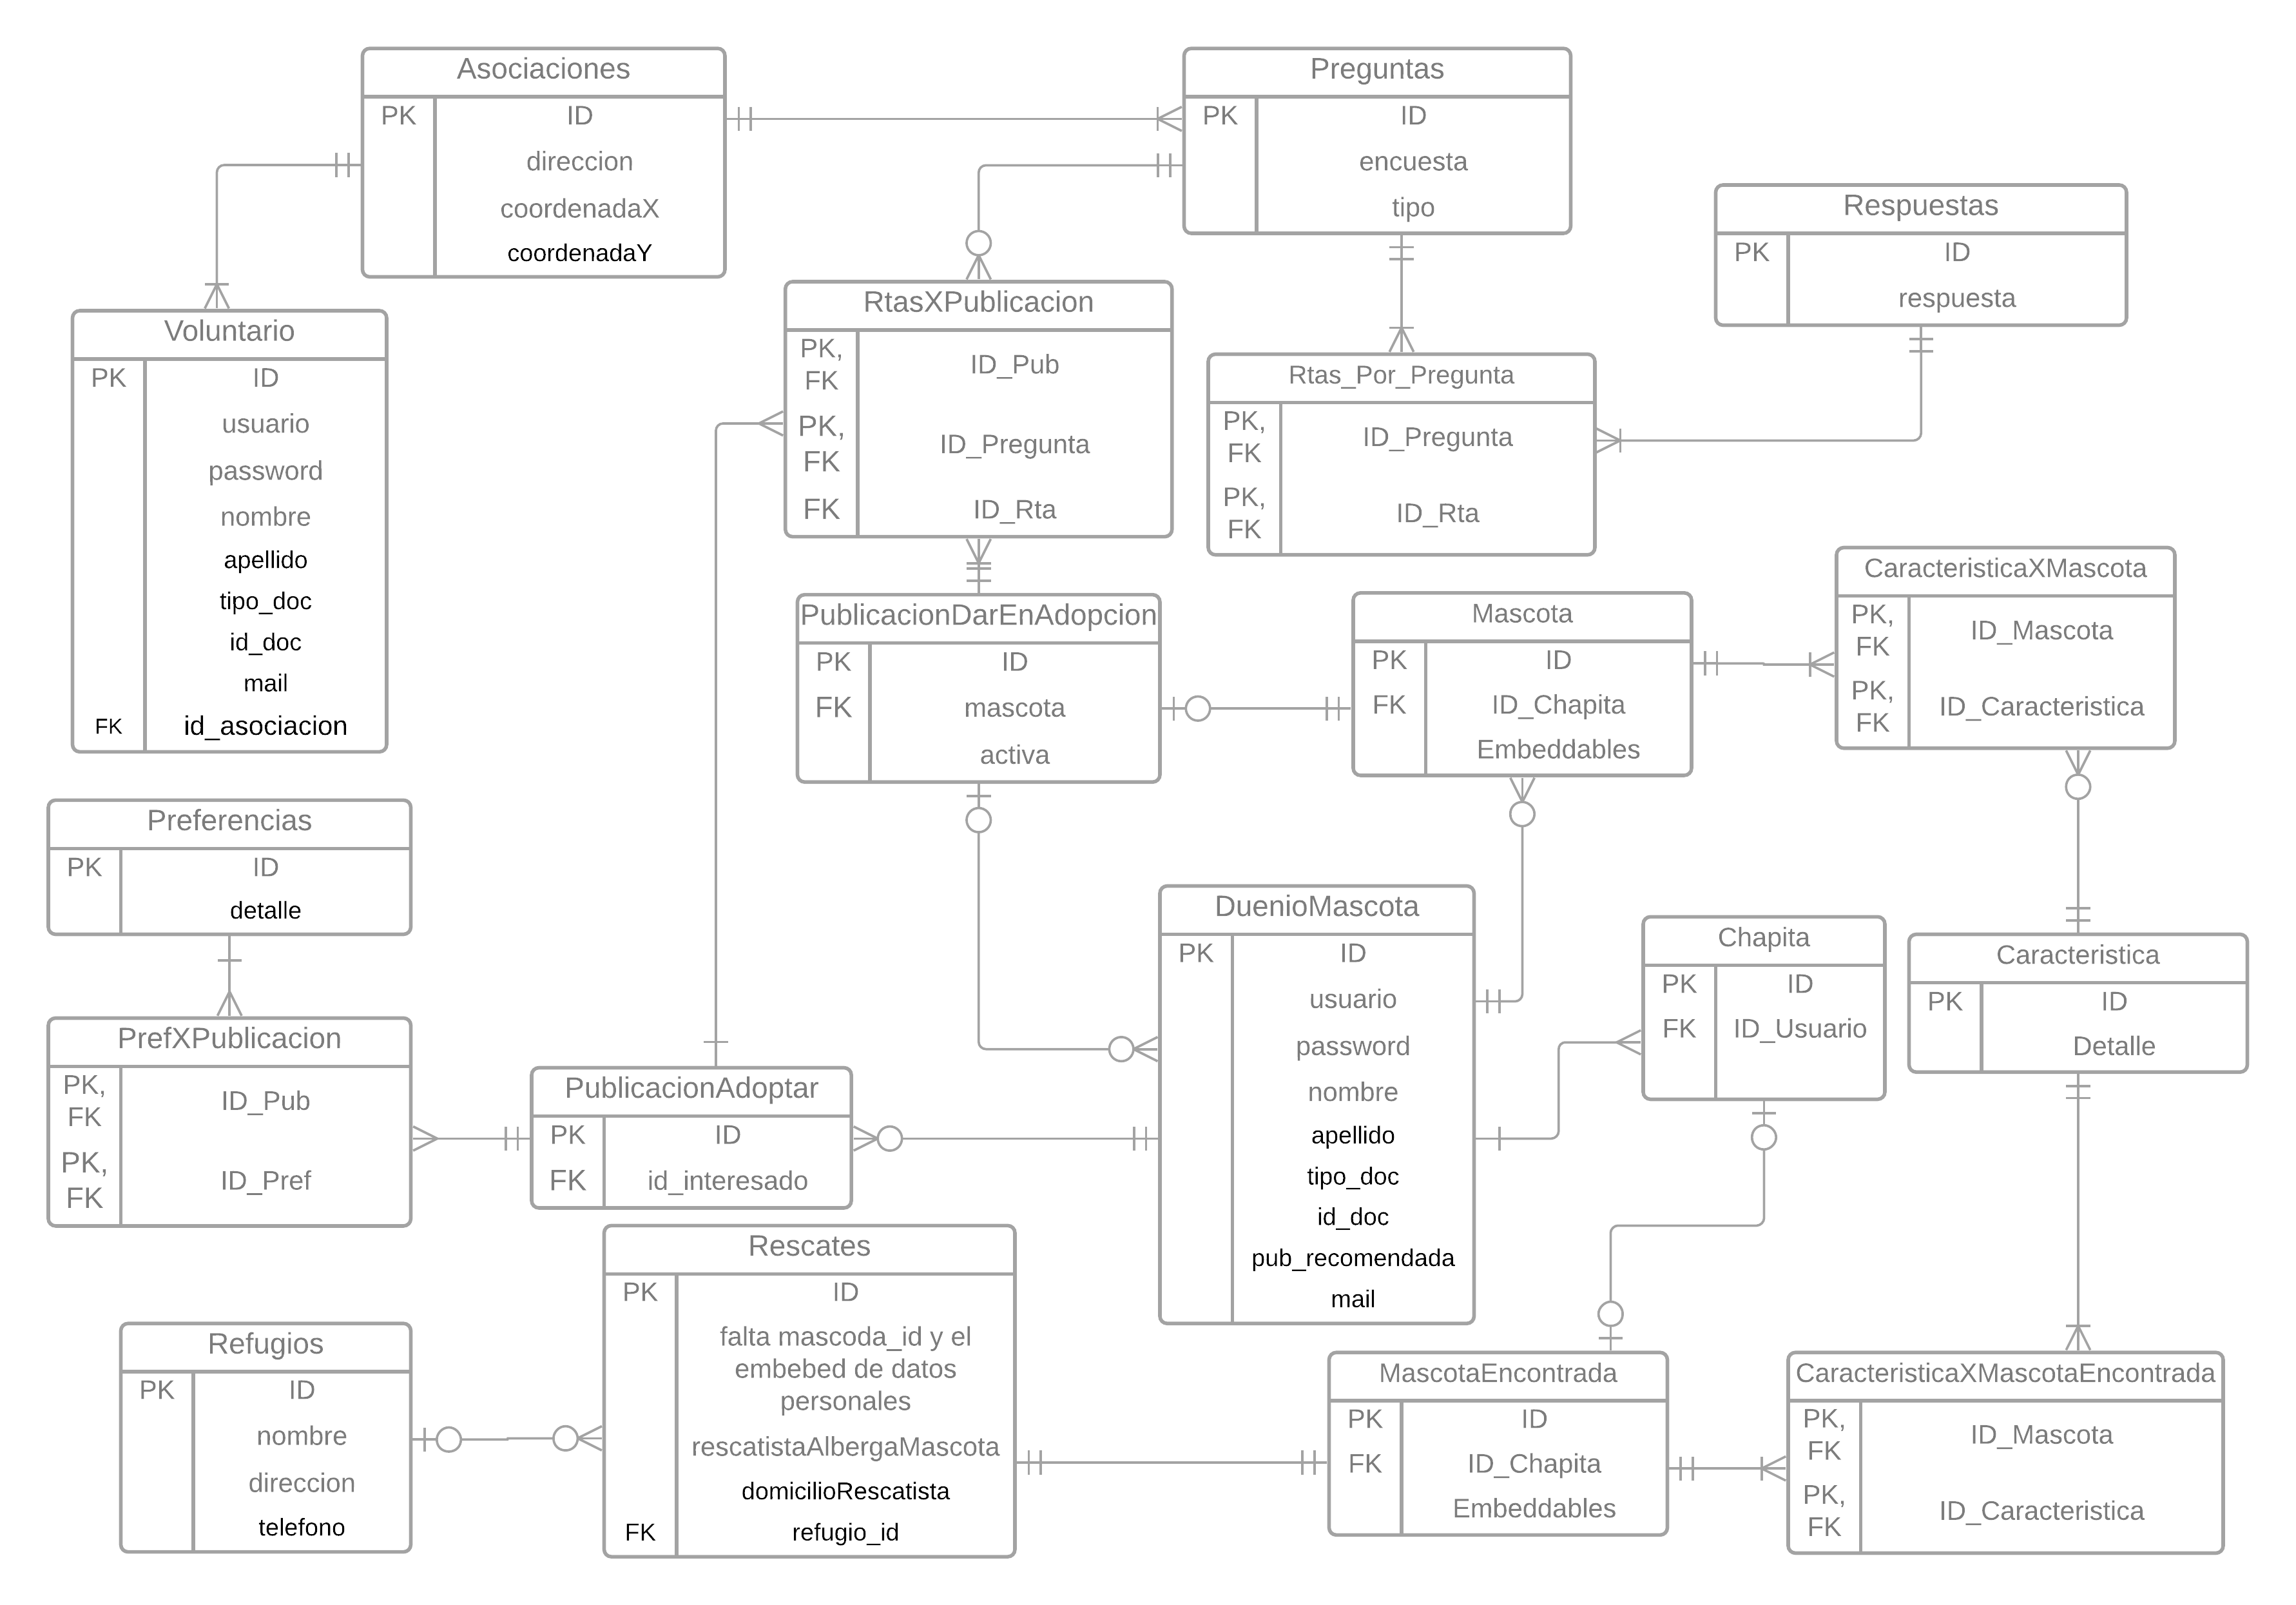 Asociaciones
PK ID
direccion
coordenadaX
coordenadaY
Preguntas
PK ID
encuesta
tipo
Respuestas
PK ID
respuesta
Voluntario
PK ID
usuario
password
nombre
apellido
tipo_doc
id_doc
mail
FK id_asociacion
RtasXPublicacion
PK,
FK ID_Pub
PK,
FK ID_Pregunta
FK ID_Rta
Rtas_Por_Pregunta
PK,
FK ID_Pregunta
PK,
FK ID_Rta
CaracteristicaXMascota
PK,
FK ID_Mascota
PK,
FK ID_Caracteristica
PublicacionDarEnAdopcion
PK ID
FK mascota
activa
Mascota
PK ID
FK ID_Chapita
Embeddables
Preferencias
PK ID
detalle
DuenioMascota
PK ID
usuario
password
nombre
apellido
tipo_doc
id_doc
pub_recomendada
mail
Chapita
PK ID
FK ID_Usuario
Caracteristica
PK ID
Detalle
PrefXPublicacion
PK,
FK ID_Pub
PK,
FK ID_Pref
PublicacionAdoptar
PK ID
FK id_interesado
Rescates
PK ID
falta mascoda_id y el
embebed de datos
personales
rescatistaAlbergaMascota
domicilioRescatista
FK refugio_id
Refugios
PK ID
nombre
direccion
telefono
MascotaEncontrada
PK ID
FK ID_Chapita
Embeddables
CaracteristicaXMascotaEncontrada
PK,
FK ID_Mascota
PK,
FK ID_Caracteristica